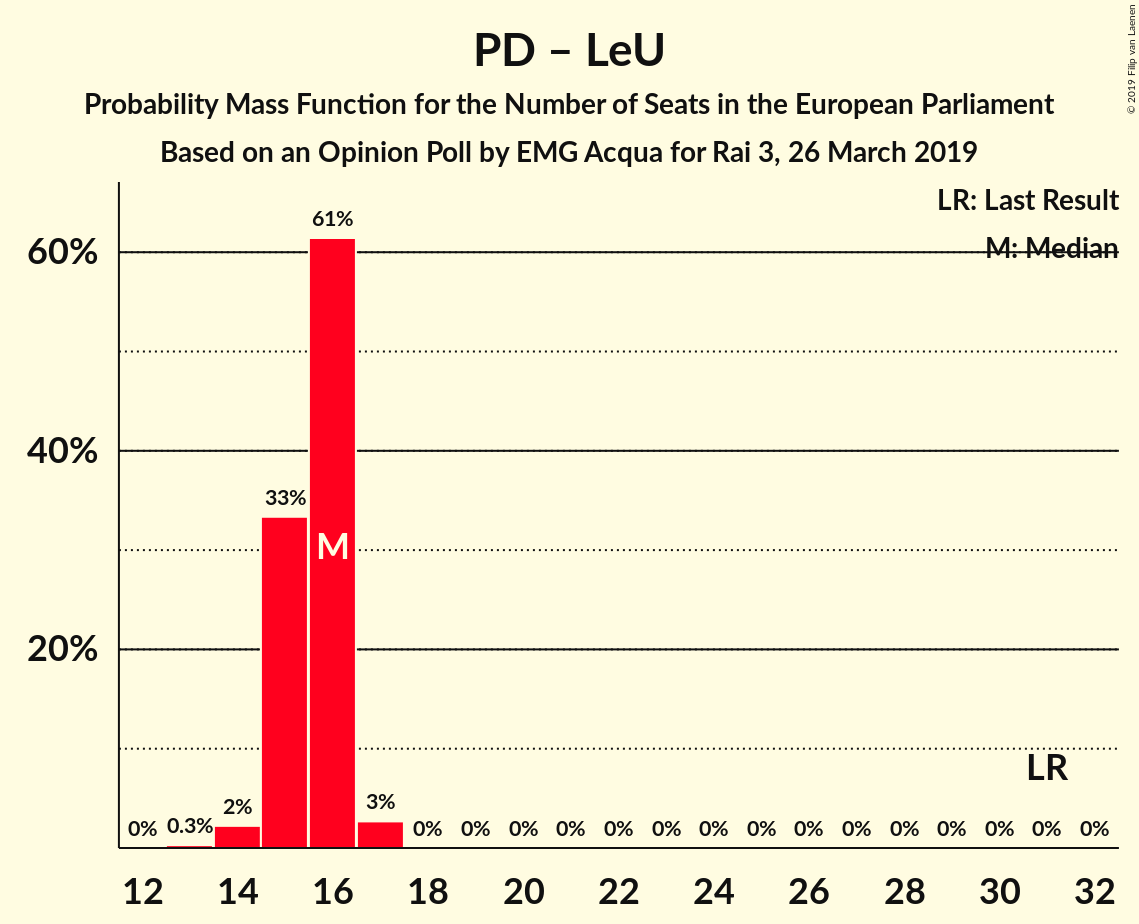 PD – LeU
Probability Mass Function for the Number of Seats in the European Parliament
Based on an Opinion Poll by EMG Acqua for Rai 3, 26 March 2019
© 2019 Filip van Laenen
LR: Last Result
M: Median
60%
40%
20%
0% 0.3% 2% 33% 61% 3% 0% 0% 0% 0% 0% 0% 0% 0% 0% 0% 0% 0% 0% 0% 0%
M
LR
12 14 16 18 20 22 24 26 28 30 32